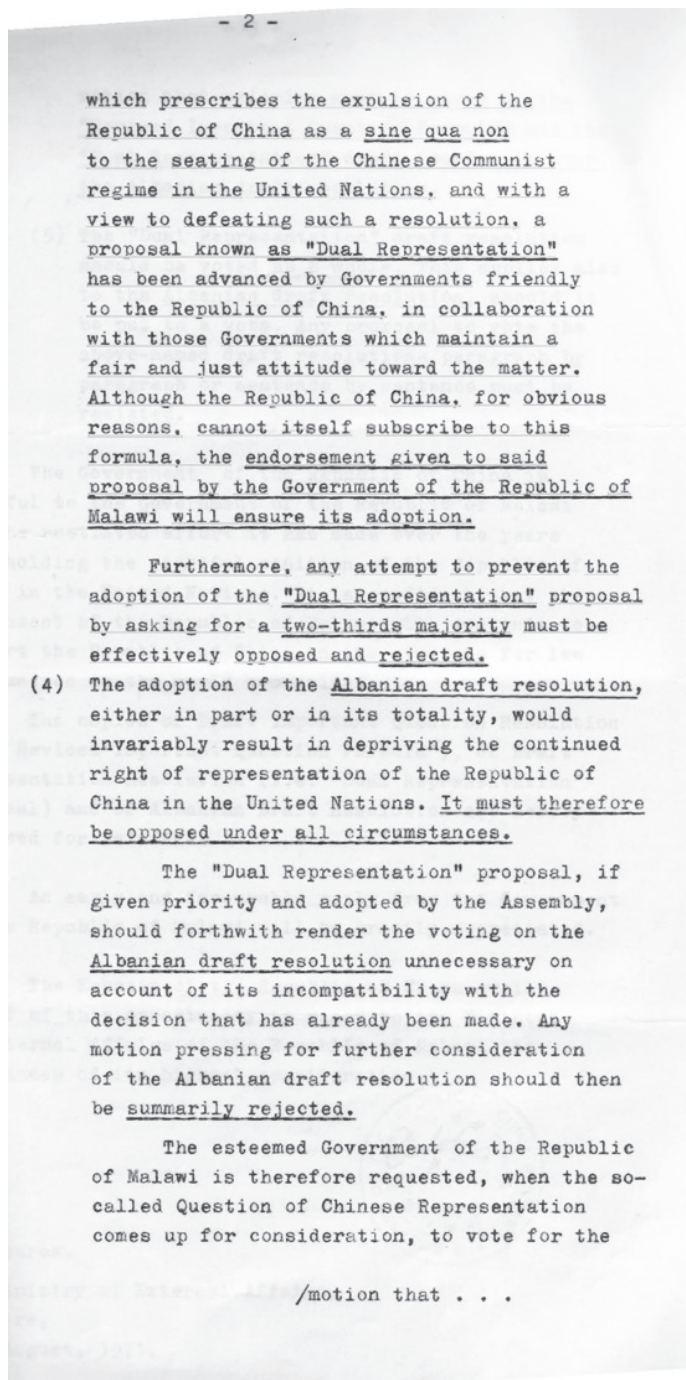 - 2 -
which prescribes the expulsion of the
Republic of China as a sine qua non
to the seating of the Chinese Communist
regime in the United Nations, and with a
view to defeating such a resolution, a
proposal known as "Dual Representation"
has been advanced by Governments friendly
to the Republic of China, in collaboration
with those Governments which maintain a
fair and just attitude toward the matter.
Although the Republic of China, for obvious
reasons, cannot itself subscribe to this
formula, the endorsement given to said
proposal by the Government of the Republic of
Malawi will ensure its adoption.
Furthermore, any attempt to prevent the
adoption of the "Dual Representation" proposal
by asking for a two-thirds majority must be
effectively opposed and rejected.
(4) The adoption of the Albanian draft resolution,
either in part or in its totality, would
invariably result in depriving the continued
right of representation of the Republic of
China in the United Nations. It must therefore
be opposed under all circumstances.
The "Dual Representation" proposal, if
given priority and adopted by the Assembly,
should forthwith render the voting on the
Albanian draft resolution unnecessary on
account of its incompatibility with the
decision that has already been made. Any
motion pressing for further consideration
of the Albanian draft resolution should then
be summarily rejected.
The esteemed Government of the Republic
of Malawi is therefore requested, when the so-
called Question of Chinese Representation
comes up for consideration, to vote for the
/motion that . . .